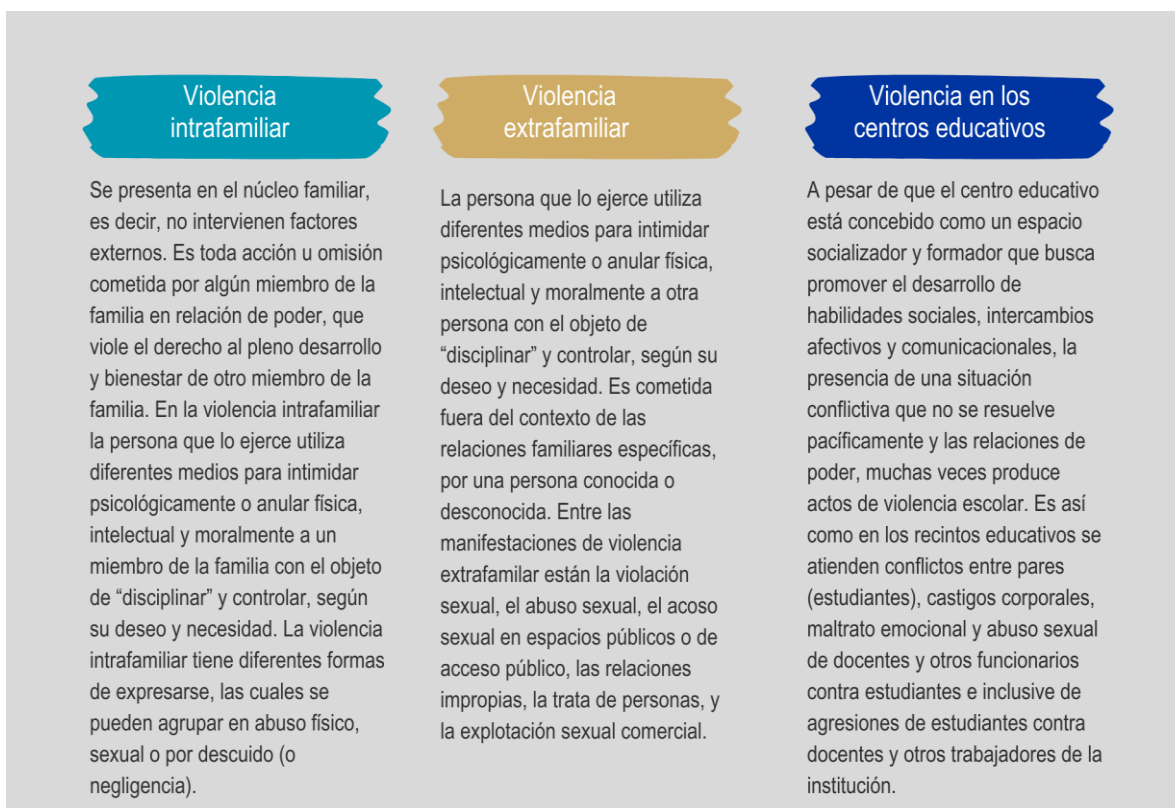 Violencia
intrafamiliar
Se presenta en el núcleo familiar,
es decir, no intervienen factores
externos. Es toda acción u omisión
cometida por algún miembro de la
familia en relación de poder, que
viole el derecho al pleno desarrollo
y bienestar de otro miembro de la
familia. En la violencia intrafamiliar
la persona que lo ejerce utiliza
diferentes medios para intimidar
psicológicamente o anular física,
intelectual y moralmente a un
miembro de la familia con el objeto
de “disciplinar” y controlar, según
su deseo y necesidad. La violencia
intrafamiliar tiene diferentes formas
de expresarse, las cuales se
pueden agrupar en abuso físico,
sexual o por descuido (o
negligencia).
Violencia
extrafamiliar
La persona que lo ejerce utiliza
diferentes medios para intimidar
psicológicamente o anular física,
intelectual y moralmente a otra
persona con el objeto de
“disciplinar” y controlar, según su
deseo y necesidad. Es cometida
fuera del contexto de las
relaciones familiares específicas,
por una persona conocida o
desconocida. Entre las
manifestaciones de violencia
extrafamilar están la violación
sexual, el abuso sexual, el acoso
sexual en espacios públicos o de
acceso público, las relaciones
impropias, la trata de personas, y
la explotación sexual comercial.
Violencia en los
centros educativos
A pesar de que el centro educativo
está concebido como un espacio
socializador y formador que busca
promover el desarrollo de
habilidades sociales, intercambios
afectivos y comunicacionales, la
presencia de una situación
conflictiva que no se resuelve
pacíficamente y las relaciones de
poder, muchas veces produce
actos de violencia escolar. Es así
como en los recintos educativos se
atienden conflictos entre pares
(estudiantes), castigos corporales,
maltrato emocional y abuso sexual
de docentes y otros funcionarios
contra estudiantes e inclusive de
agresiones de estudiantes contra
docentes y otros trabajadores de la
institución.